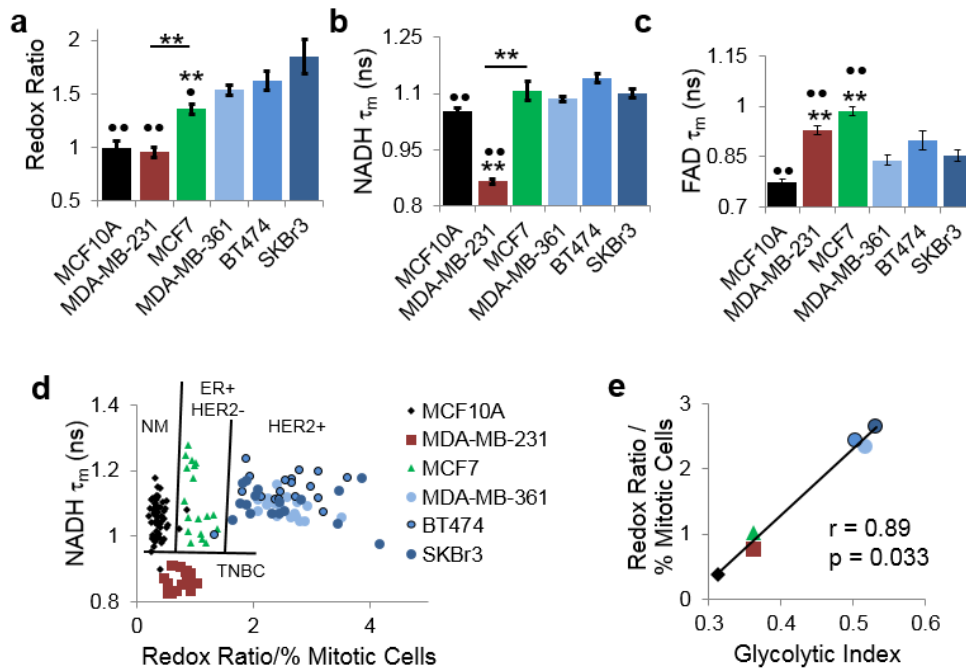 a
Redox Ratio
2
1.5
1
0.5
**
●●
●●
**
●
MCF10A
MDA-MB-231
MCF7
MDA-MB-361
BT474
SKBr3
b
NADH τm (ns)
1.25
1.1
0.95
0.8
**
●●
●●
**
MCF10A
MDA-MB-231
MCF7
MDA-MB-361
BT474
SKBr3
c
FAD τm (ns)
1.15
1
0.85
0.7
●●
●●
**
●●
**
MCF10A
MDA-MB-231
MCF7
MDA-MB-361
BT474
SKBr3
d
NADH τm (ns)
1.4
1.2
1
0.8
0
2
4
NM
ER+
HER2-
HER2+
TNBC
Redox Ratio/% Mitotic Cells
MCF10A
MDA-MB-231
MCF7
MDA-MB-361
BT474
SKBr3
e
Redox Ratio /
% Mitotic Cells
3
2
1
0
r = 0.89
p = 0.033
0.3
0.4
0.5
0.6
Glycolytic Index